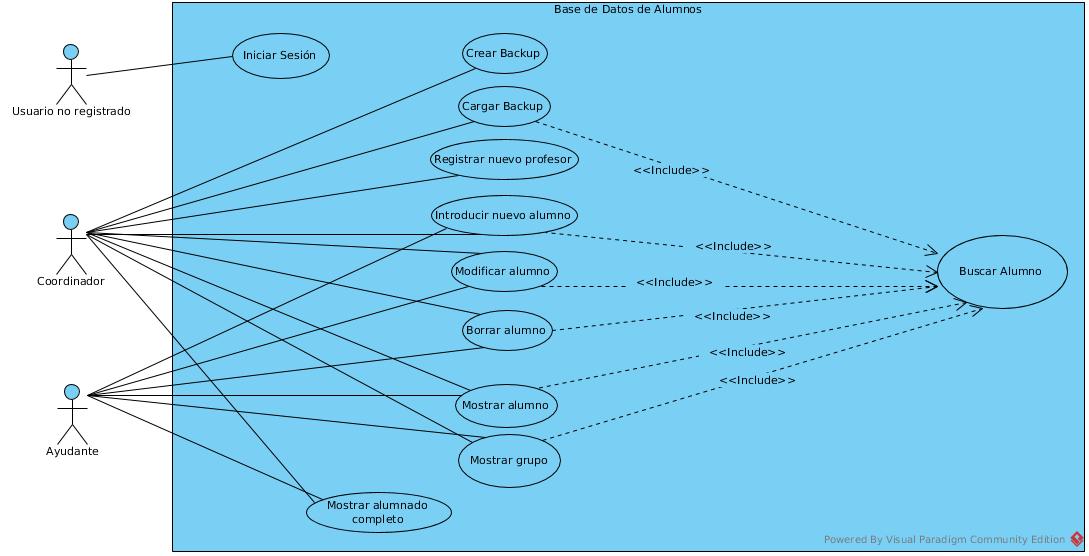 Base de Datos de Alumnos
Usuario no registrado
Iniciar Sesión
Crear Backup
Cargar Backup
<<Include>>
Registrar nuevo profesor
Introducir nuevo alumno
<<Include>>
Coordinador
Modificar alumno
<<Include>>
Buscar Alumno
Borrar alumno
<<Include>>
<<Include>>
<<Include>>
Ayudante
Mostrar alumno
Mostrar grupo
Mostrar alumnado
completo
Powered By Visual Paradigm Community Edition